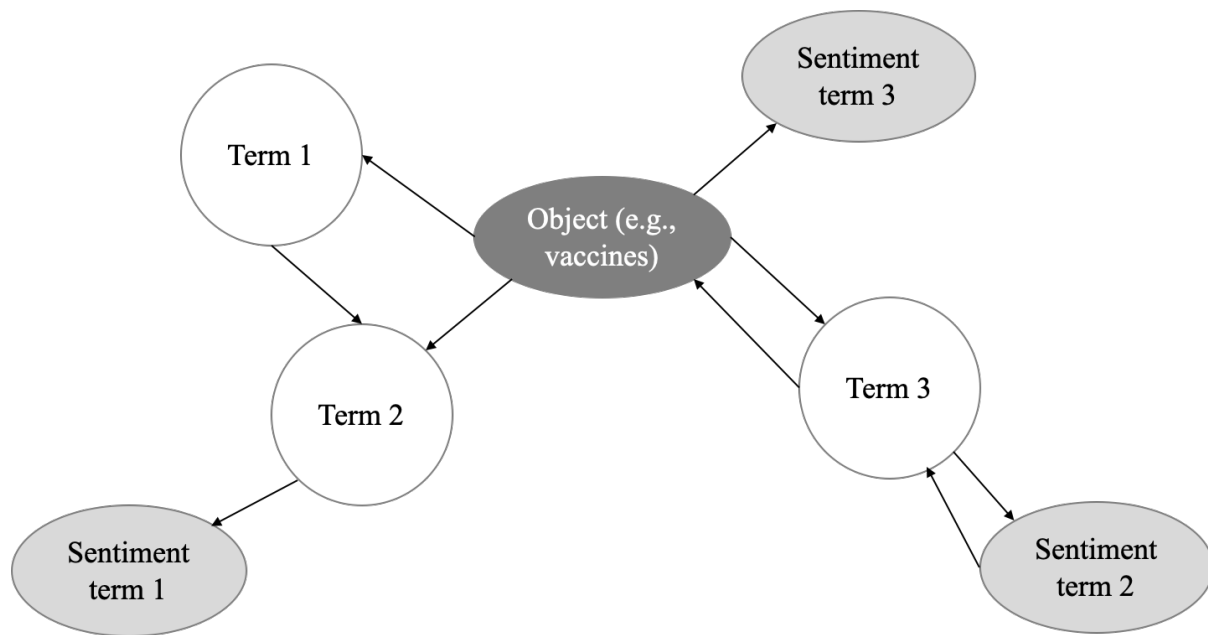 Sentiment
term 3
Term 1
Object (e.g.,
vaccines)
Term 3
Term 2
Sentiment
term 1
Sentiment
term 2